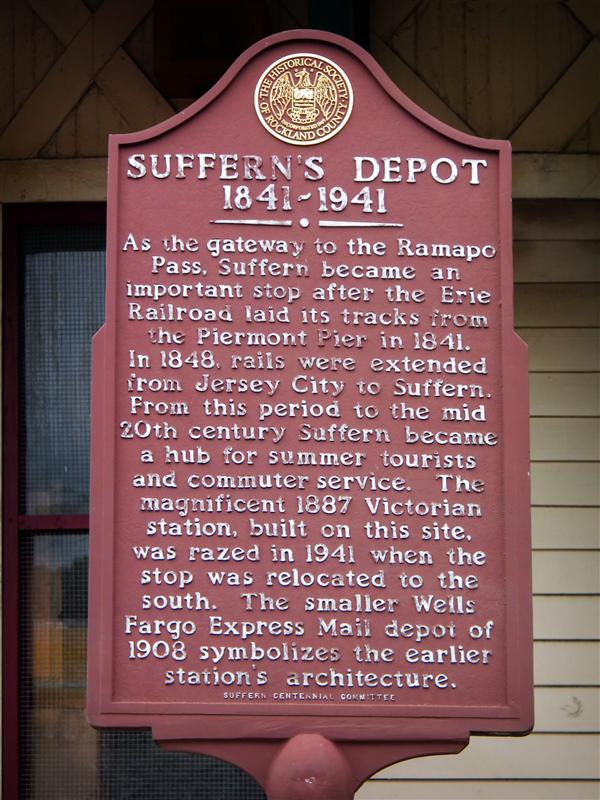 THE HISTORICAL SOCIETY
OF ROCKLAND COUNTY
SUFFERN'S DEPOT
1841~1941
As the gateway to the Ramapo
Pass, Suffern became an
important stop after the Erie
Railroad laid its tracks from
the Piermont Pier in 1841.
In 1848, rails were extended
from Jersey City to Suffern.
From this period to the mid
20th century Suffern became
a hub for summer tourists
and commuter service. The
magnificent 1887 Victorian
station, built on this site,
was razed in 1941 when the
stop was relocated to the
south. The smaller Wells
Fargo Express Mail depot of
1908 symbolizes the earlier
station's architecture.
SUFFERN CENTENNIAL COMMITTEE